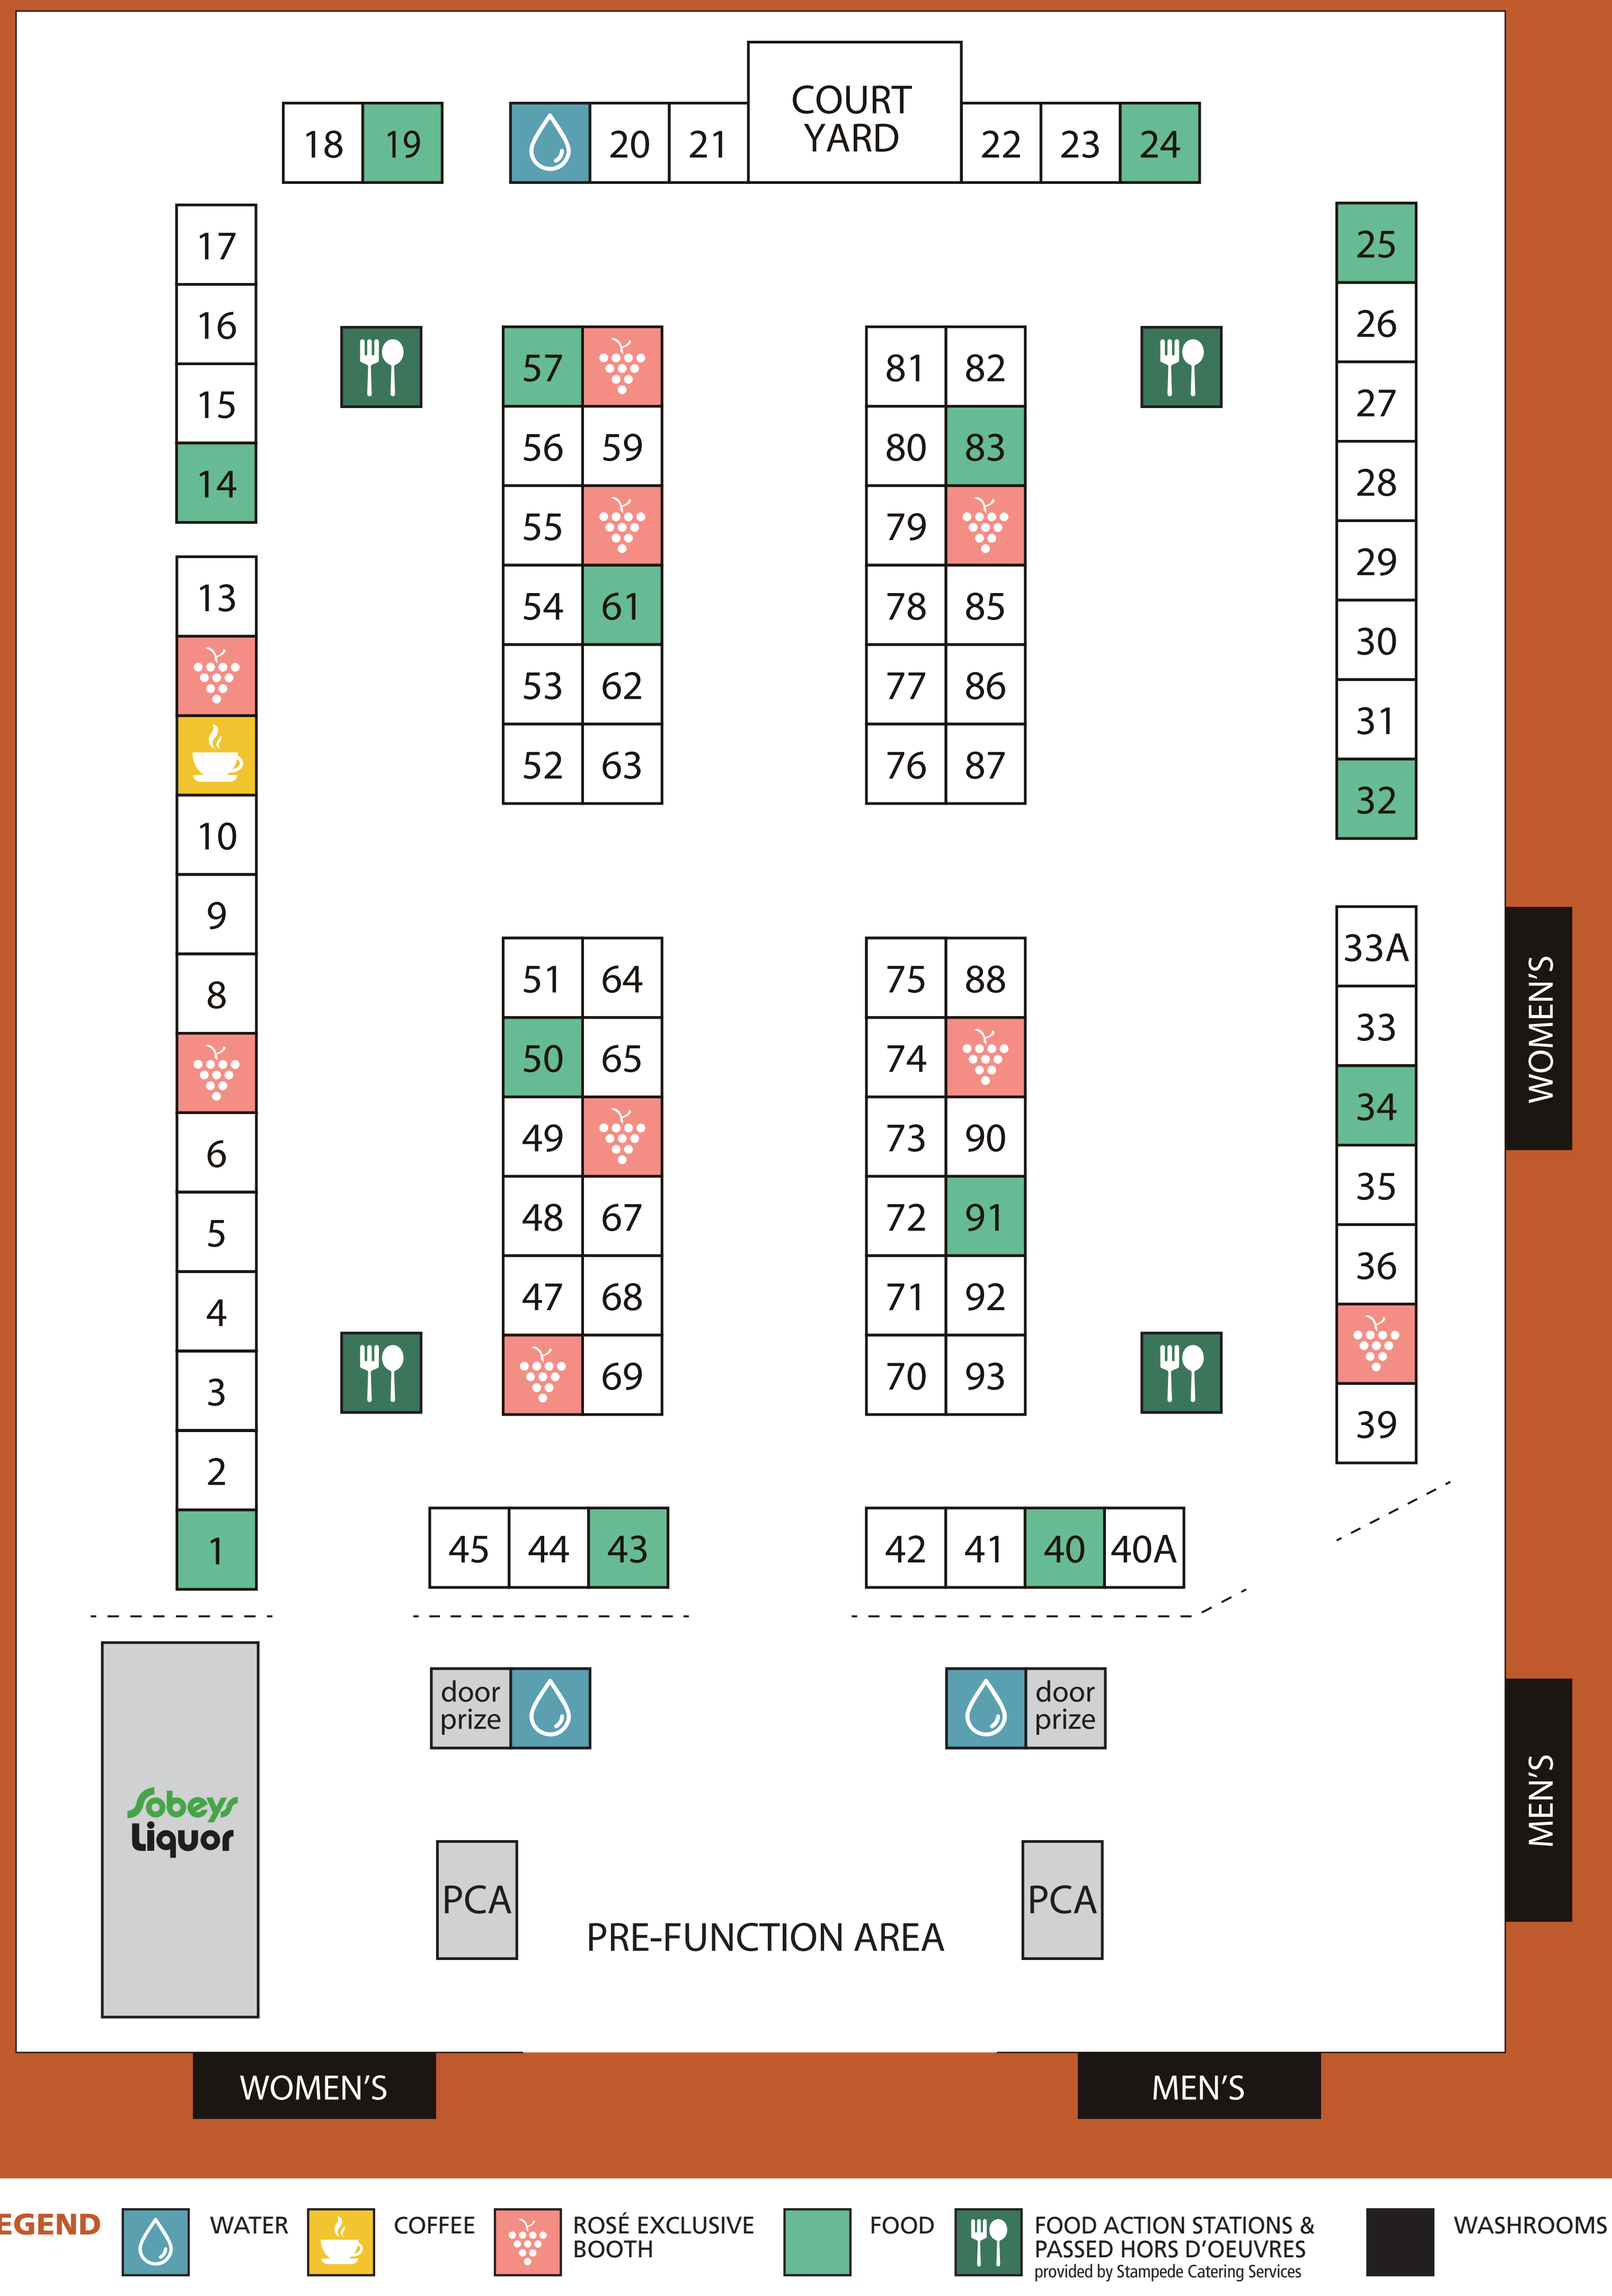 COURT
YARD
18 19 20 21 22 23 24
17
16
15
14
13
10
9
8
6
5
4
3
2
1
57
56 59
55
54 61
53 62
52 63
81 82
80 83
79
78 85
77 86
76 87
25
26
27
28
29
30
31
32
51 64
50 65
49
48 67
47 68
69
75 88
74
73 90
72 91
71 92
70 93
33A
33
34
35
36
39
WOMEN'S
45 44 43
42 41 40 40A
door
prize
door
prize
Sobeys
Liquor
MEN'S
PCA
PCA
PRE-FUNCTION AREA
WOMEN'S
MEN'S
EGEND
WATER
COFFEE
ROSÉ EXCLUSIVE
BOOTH
FOOD
FOOD ACTION STATIONS &
PASSED HORS D'OEUVRES
provided by Stampede Catering Services
WASHROOMS